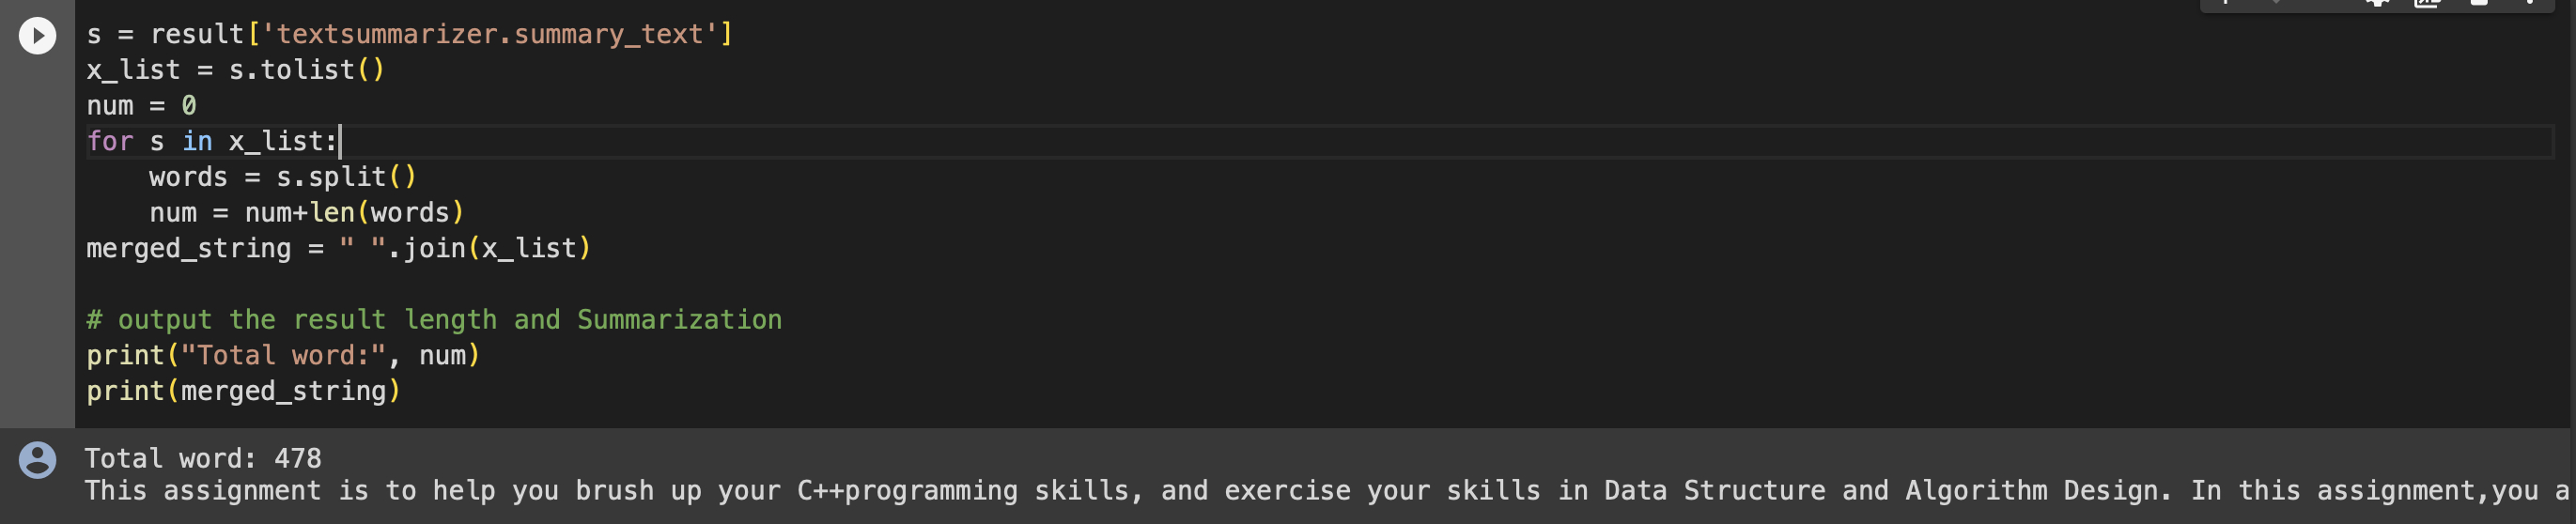 s = result['textsummarizer.summary_text']
x_list = s.tolist()
num = 0
for s in x_list:
    words = s.split()
    num = num+len(words)
merged_string = " ".join(x_list)
# output the result length and Summarization
print("Total word:", num)
print(merged_string)
Total word: 478
This assignment is to help you brush up your C++programming skills, and exercise your skills in Data Structure and Algorithm Design. In this assignment,you a